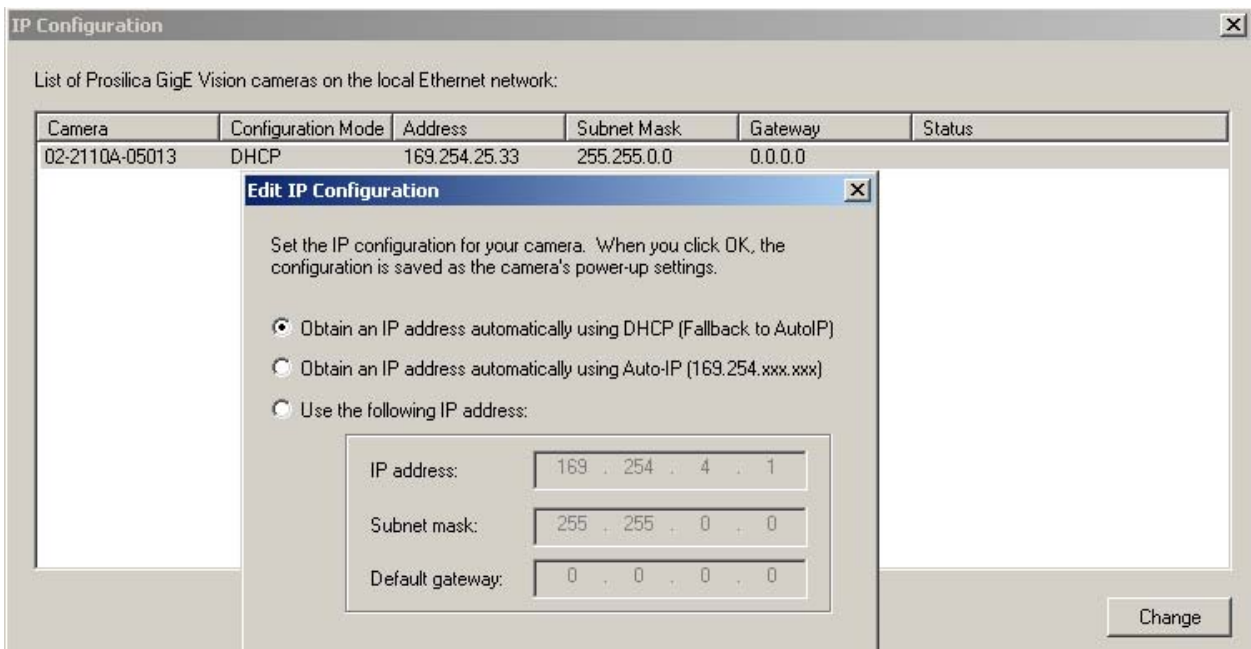 IP Configuration
List of Prosilica GigE Vision cameras on the local Ethernet network:
Camera Configuration Mode Address Subnet Mask Gateway Status
02-2110A-05013 DHCP 169.254.25.33 255.255.0.0 0.0.0.0
Edit IP Configuration
Set the IP configuration for your camera. When you click OK, the
configuration is saved as the camera's power-up settings.
Obtain an IP address automatically using DHCP (Fallback to AutoIP)
Obtain an IP address automatically using Auto-IP (169.254.xxx.xxx)
Use the following IP address:
IP address: 169 . 254 . 4 . 1
Subnet mask: 255 . 255 . 0 . 0
Default gateway: 0 . 0 . 0 . 0
Change